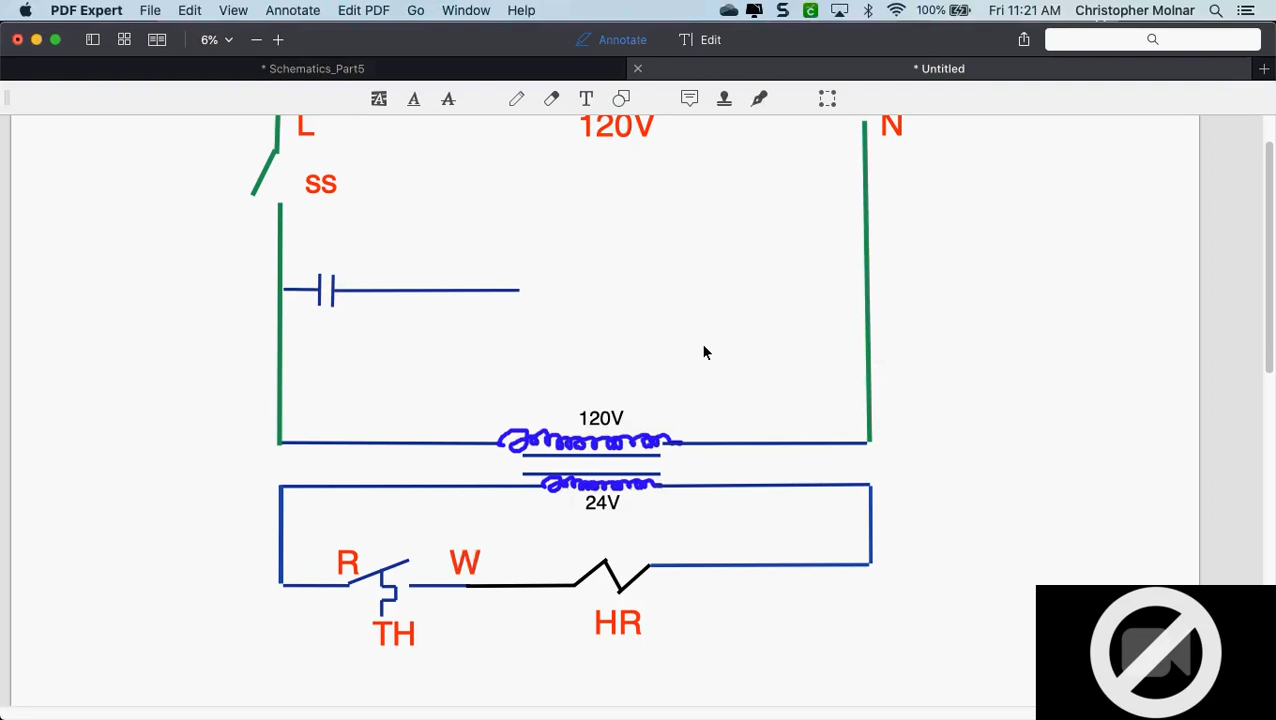 PDF Expert File Edit View Annotate Edit PDF Go Window Help 100% Fri 11:21 AM Christopher Molnar
6% Annotate Edit
* Schematics_Part5 * Untitled
L 120V N
SS
120V
24V
R W
TH HR